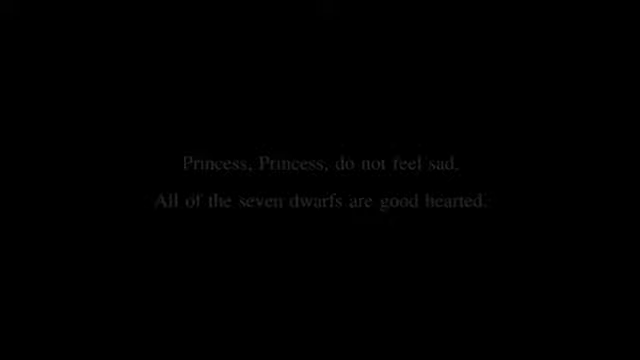 Princess, Princess, do not feel sad.
All of the seven dwarfs are good hearted.